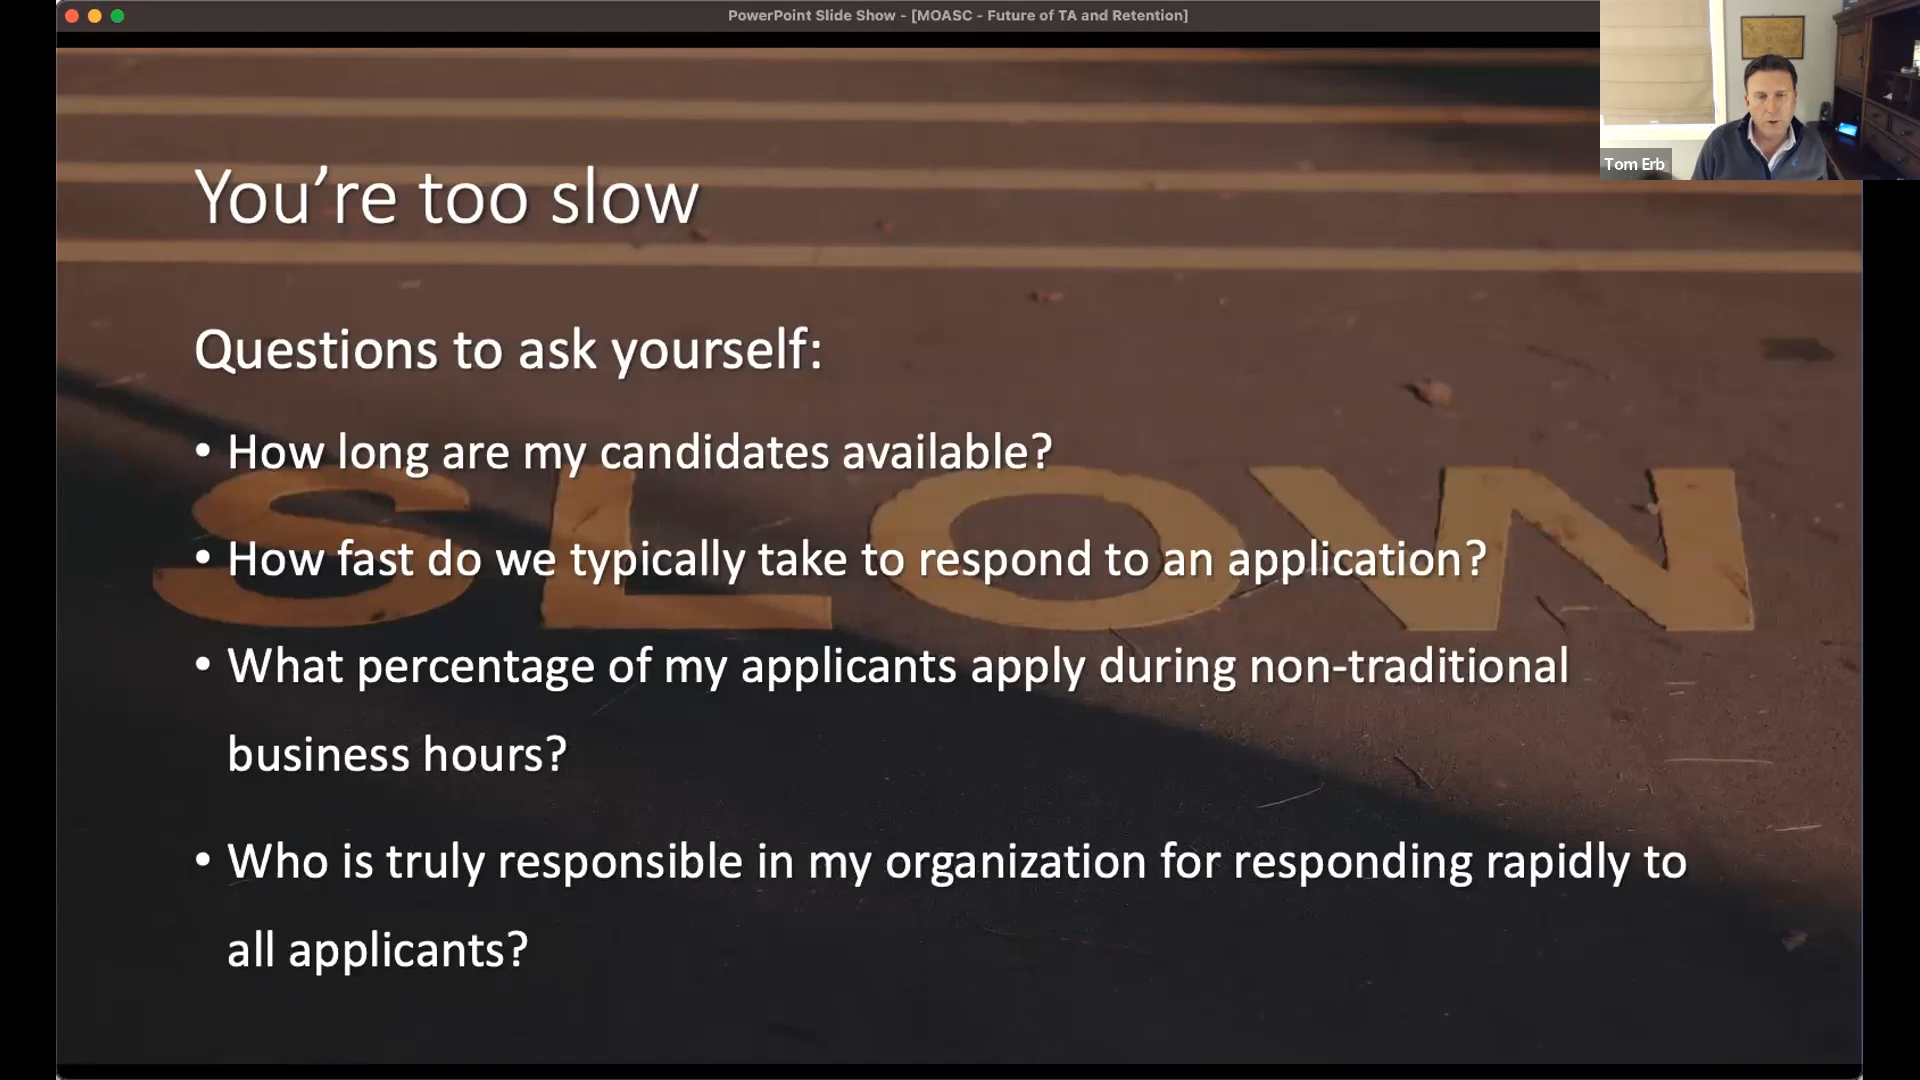 PowerPoint Slide Show - [MOASC - Future of TA and Retention]
Tom Erb
You’re too slow
Questions to ask yourself:
• How long are my candidates available?
SLOW
• How fast do we typically take to respond to an application?
• What percentage of my applicants apply during non-traditional
business hours?
• Who is truly responsible in my organization for responding rapidly to
all applicants?